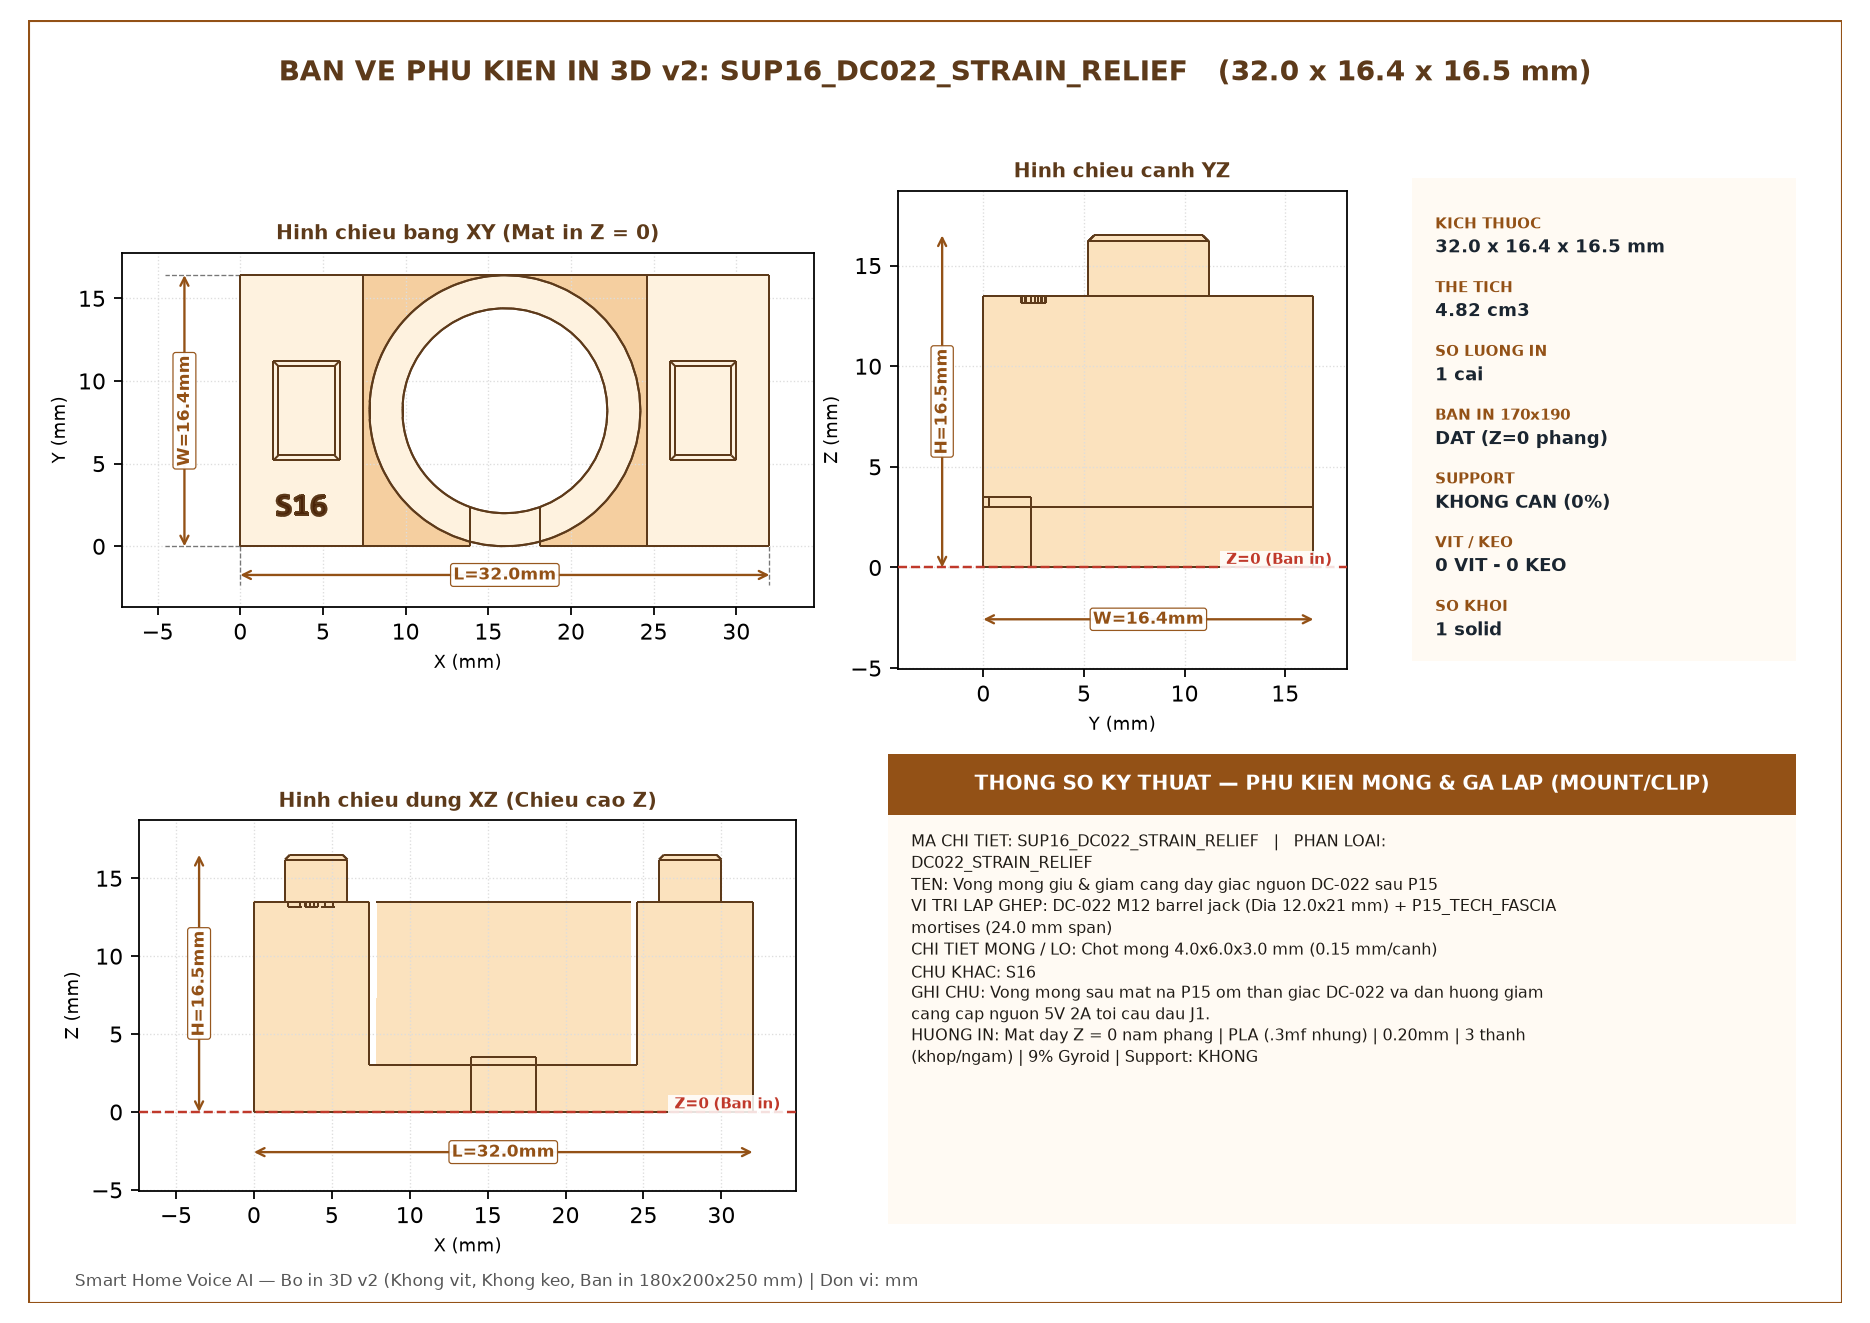 BAN VE PHU KIEN IN 3D v2: SUP16_DC022_STRAIN_RELIEF (32.0 x 16.4 x 16.5 mm)
Hinh chieu bang XY (Mat in Z = 0)
15
10
5
0
Y (mm)
W=16.4mm
S16
L=32.0mm
−5 0 5 10 15 20 25 30
X (mm)
Hinh chieu canh YZ
15
10
5
0
−5
Z (mm)
H=16.5mm
Z=0 (Ban in)
W=16.4mm
0 5 10 15
Y (mm)
KICH THUOC
32.0 x 16.4 x 16.5 mm
THE TICH
4.82 cm3
SO LUONG IN
1 cai
BAN IN 170x190
DAT (Z=0 phang)
SUPPORT
KHONG CAN (0%)
VIT / KEO
0 VIT - 0 KEO
SO KHOI
1 solid
Hinh chieu dung XZ (Chieu cao Z)
15
10
5
0
−5
Z (mm)
H=16.5mm
Z=0 (Ban in)
L=32.0mm
−5 0 5 10 15 20 25 30
X (mm)
THONG SO KY THUAT — PHU KIEN MONG & GA LAP (MOUNT/CLIP)
MA CHI TIET: SUP16_DC022_STRAIN_RELIEF | PHAN LOAI:
DC022_STRAIN_RELIEF
TEN: Vong mong giu & giam cang day giac nguon DC-022 sau P15
VI TRI LAP GHEP: DC-022 M12 barrel jack (Dia 12.0x21 mm) + P15_TECH_FASCIA
mortises (24.0 mm span)
CHI TIET MONG / LO: Chot mong 4.0x6.0x3.0 mm (0.15 mm/canh)
CHU KHAC: S16
GHI CHU: Vong mong sau mat na P15 om than giac DC-022 va dan huong giam
cang cap nguon 5V 2A toi cau dau J1.
HUONG IN: Mat day Z = 0 nam phang | PLA (.3mf nhung) | 0.20mm | 3 thanh
(khop/ngam) | 9% Gyroid | Support: KHONG
Smart Home Voice AI — Bo in 3D v2 (Khong vit, Khong keo, Ban in 180x200x250 mm) | Don vi: mm